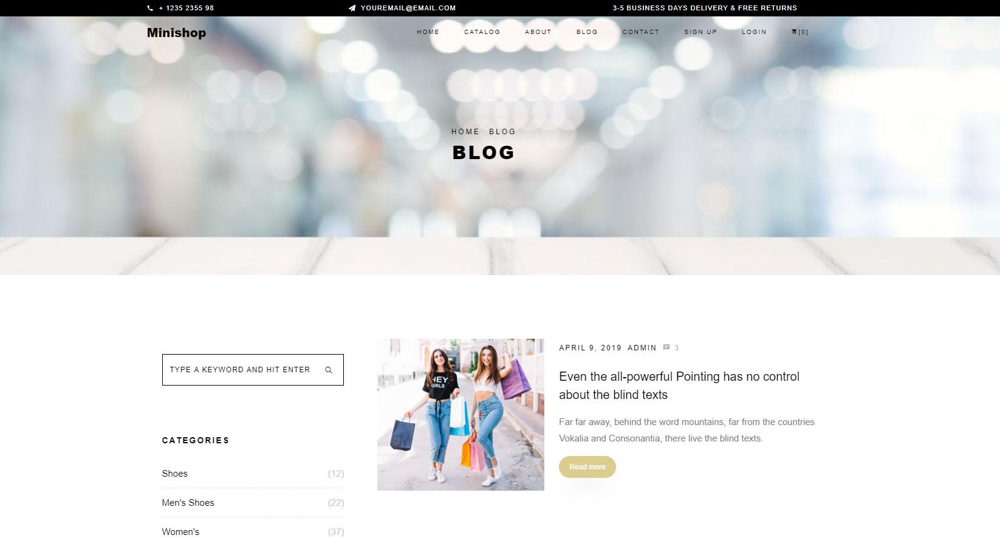 + 1235 2355 98
YOUREMAIL@EMAIL.COM
3-5 BUSINESS DAYS DELIVERY & FREE RETURNS
Minishop
HOME CATALOG ABOUT BLOG CONTACT SIGN UP LOGIN [0]
HOME BLOG
BLOG
TYPE A KEYWORD AND HIT ENTER
CATEGORIES
Shoes (12)
Men's Shoes (22)
Women's (37)
HEY
GIRLS
APRIL 9, 2019 ADMIN 3
Even the all-powerful Pointing has no control
about the blind texts
Far far away, behind the word mountains, far from the countries
Vokalia and Consonantia, there live the blind texts.
Read more